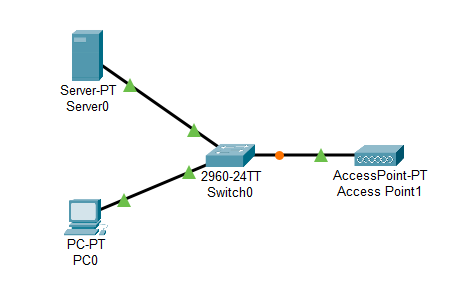 Server-PT
Server0
2960-24TT
Switch0
AccessPoint-PT
Access Point1
PC-PT
PC0